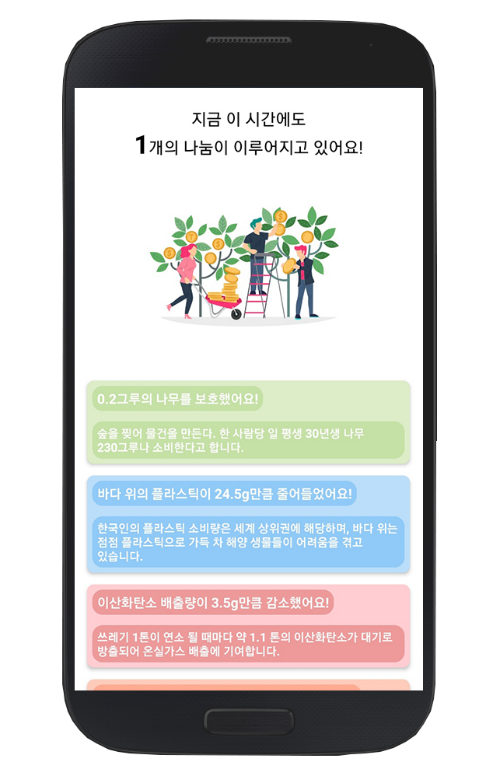 지금 이 시간에도
1개의 나눔이 이루어지고 있어요!
0.2그루의 나무를 보호했어요!
숲을 찢어 물건을 만든다. 한 사람당 일 평생 30년생 나무
230그루나 소비한다고 합니다.
바다 위의 플라스틱이 24.5g만큼 줄어들었어요!
한국인의 플라스틱 소비량은 세계 상위권에 해당하며, 바다 위는
점점 플라스틱으로 가득 차 해양 생물들이 어려움을 겪고
있습니다.
이산화탄소 배출량이 3.5g만큼 감소했어요!
쓰레기 1톤이 연소 될 때마다 약 1.1 톤의 이산화탄소가 대기로
방출되어 온실가스 배출에 기여합니다.